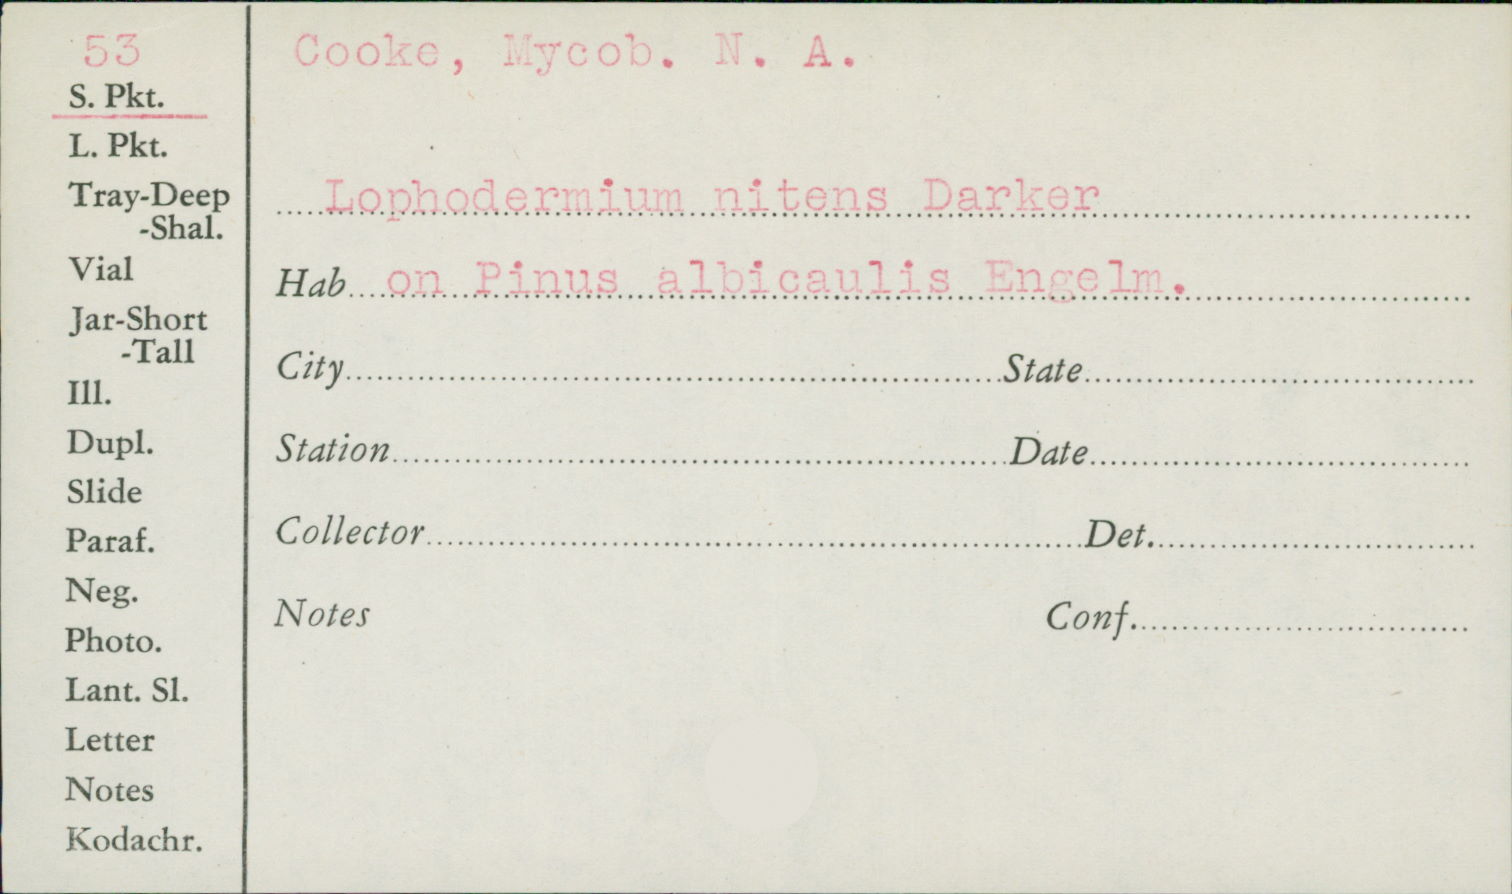 53
S. Pkt.
L. Pkt.
Tray-Deep
-Shal.
Vial
Jar-Short
-Tall
Ill.
Dupl.
Slide
Paraf.
Neg.
Photo.
Lant. Sl.
Letter
Notes
Kodachr.
Cooke, Mycob. N. A.
Lophodermium nitens Darker
Hab on Pinus albicaulis Engelm.
City State
Station Date
Collector Det.
Notes Conf.